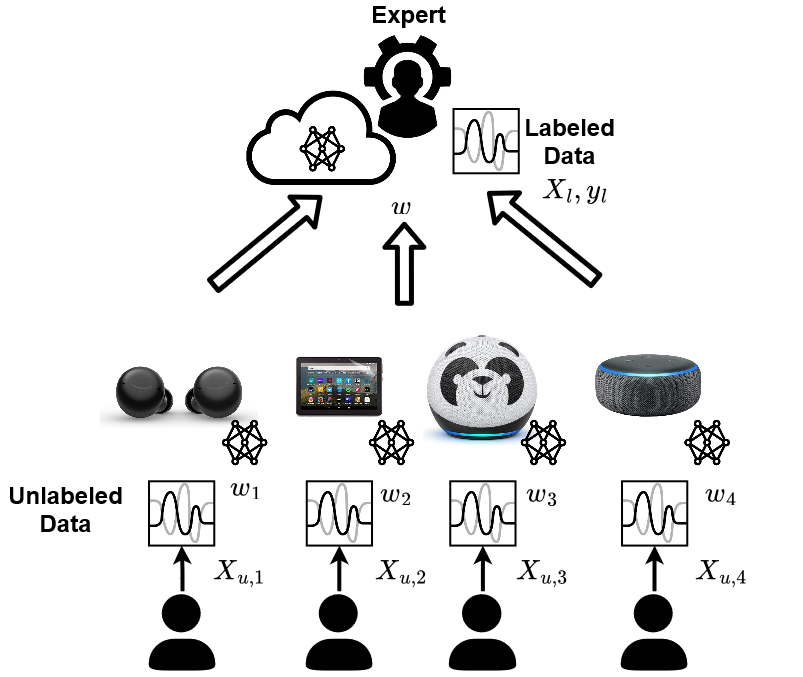 Expert
Labeled
Data
X_l, y_l
w
w_1
w_2
w_3
w_4
Unlabeled
Data
X_{u,1}
X_{u,2}
X_{u,3}
X_{u,4}